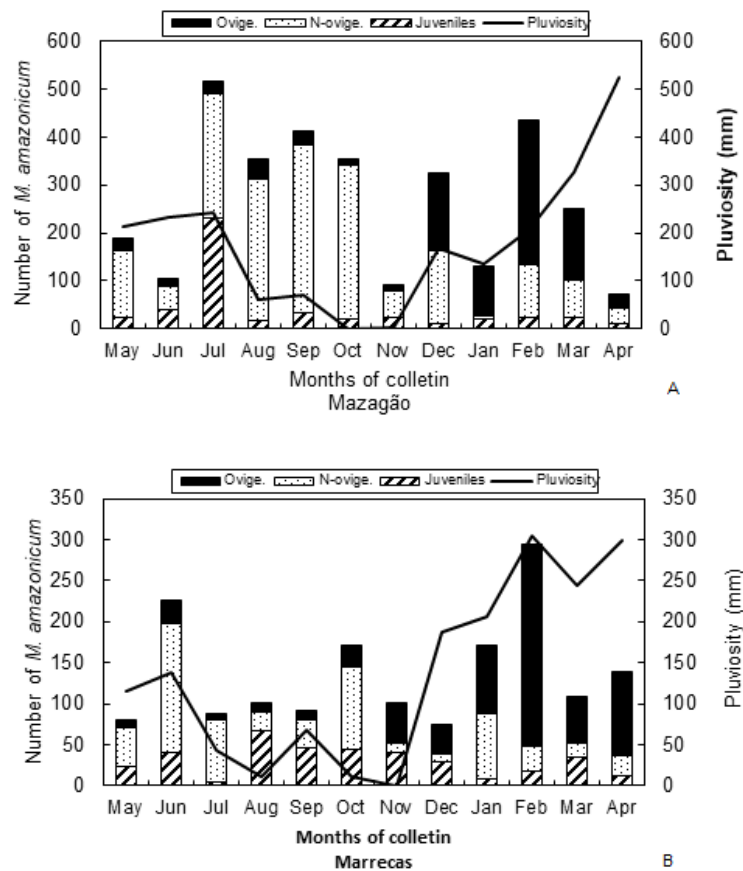 Ovige. N-ovige. Juveniles Pluviosity
600 600
500 500
400 400
300 300
200 200
100 100
0 0
Number of M. amazonicum
Pluviosity (mm)
May Jun Jul Aug Sep Oct Nov Dec Jan Feb Mar Apr
Months of colletin
Mazagão
A
Ovige. N-ovige. Juveniles Pluviosity
350 350
300 300
250 250
200 200
150 150
100 100
50 50
0 0
Number of M. amazonicum
Pluviosity (mm)
May Jun Jul Aug Sep Oct Nov Dec Jan Feb Mar Apr
Months of colletin
Marrecas
B